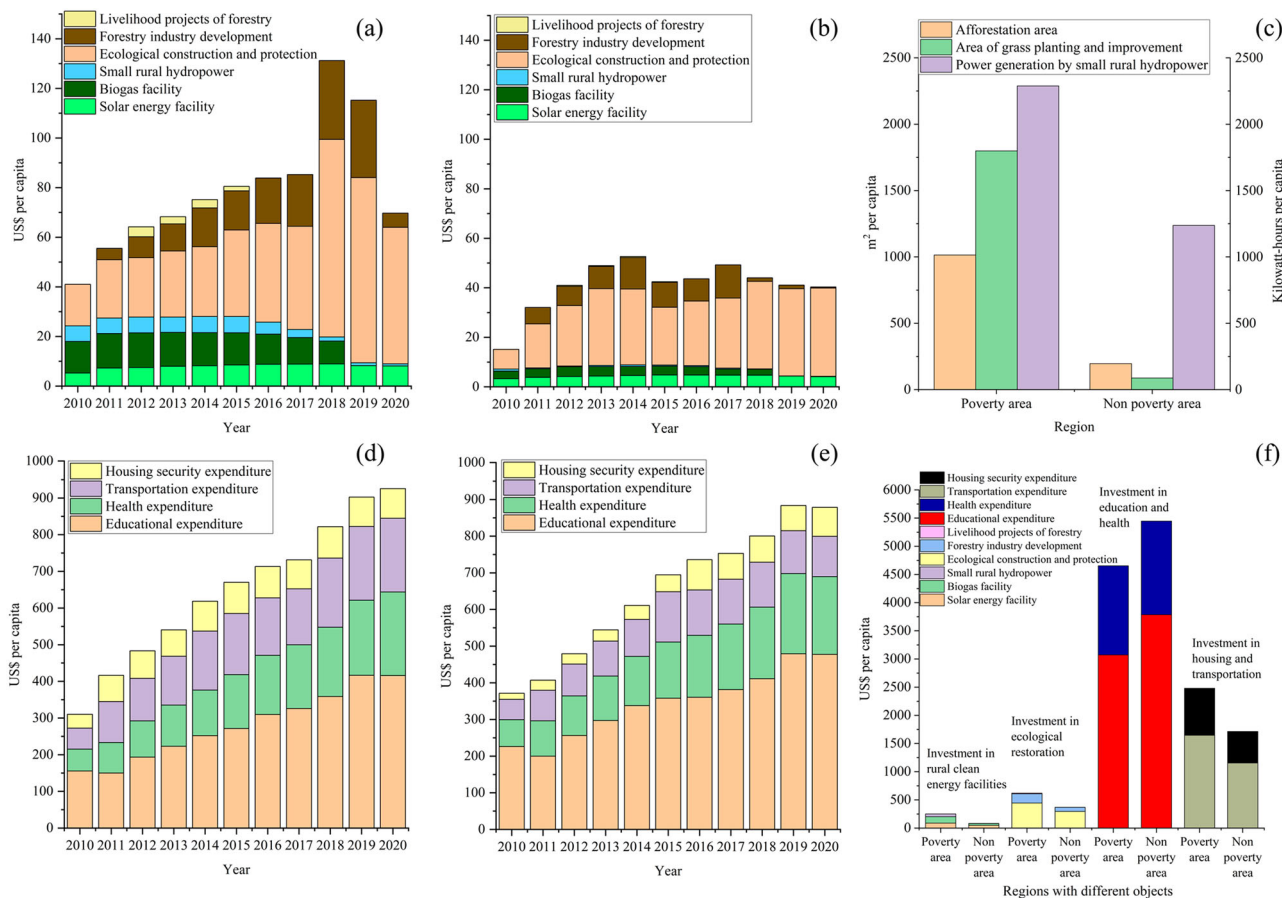 (a)
Livelihood projects of forestry
Forestry industry development
Ecological construction and protection
Small rural hydropower
Biogas facility
Solar energy facility
140
120
100
80
60
40
20
0
US$ per capita
2010 2011 2012 2013 2014 2015 2016 2017 2018 2019 2020
Year
(b)
Livelihood projects of forestry
Forestry industry development
Ecological construction and protection
Small rural hydropower
Biogas facility
Solar energy facility
140
120
100
80
60
40
20
0
US$ per capita
2010 2011 2012 2013 2014 2015 2016 2017 2018 2019 2020
Year
(c)
Afforestation area
Area of grass planting and improvement
Power generation by small rural hydropower
2500
2000
1500
1000
500
0
m² per capita
2500
2000
1500
1000
500
0
Kilowatt-hours per capita
Poverty area Non poverty area
Region
(d)
Housing security expenditure
Transportation expenditure
Health expenditure
Educational expenditure
1000
900
800
700
600
500
400
300
200
100
0
US$ per capita
2010 2011 2012 2013 2014 2015 2016 2017 2018 2019 2020
Year
(e)
Housing security expenditure
Transportation expenditure
Health expenditure
Educational expenditure
1000
900
800
700
600
500
400
300
200
100
0
US$ per capita
2010 2011 2012 2013 2014 2015 2016 2017 2018 2019 2020
Year
(f)
Housing security expenditure
Transportation expenditure
Health expenditure
Educational expenditure
Livelihood projects of forestry
Forestry industry development
Ecological construction and protection
Small rural hydropower
Biogas facility
Solar energy facility
6000
5500
5000
4500
4000
3500
3000
2500
2000
1500
1000
500
0
US$ per capita
Investment in
rural clean
energy facilities
Investment in
ecological
restoration
Investment in
education and
health
Investment in
housing and
transportation
Poverty Non Poverty Non Poverty Non Poverty Non
area poverty area poverty area poverty area poverty
area area area area
Regions with different objects